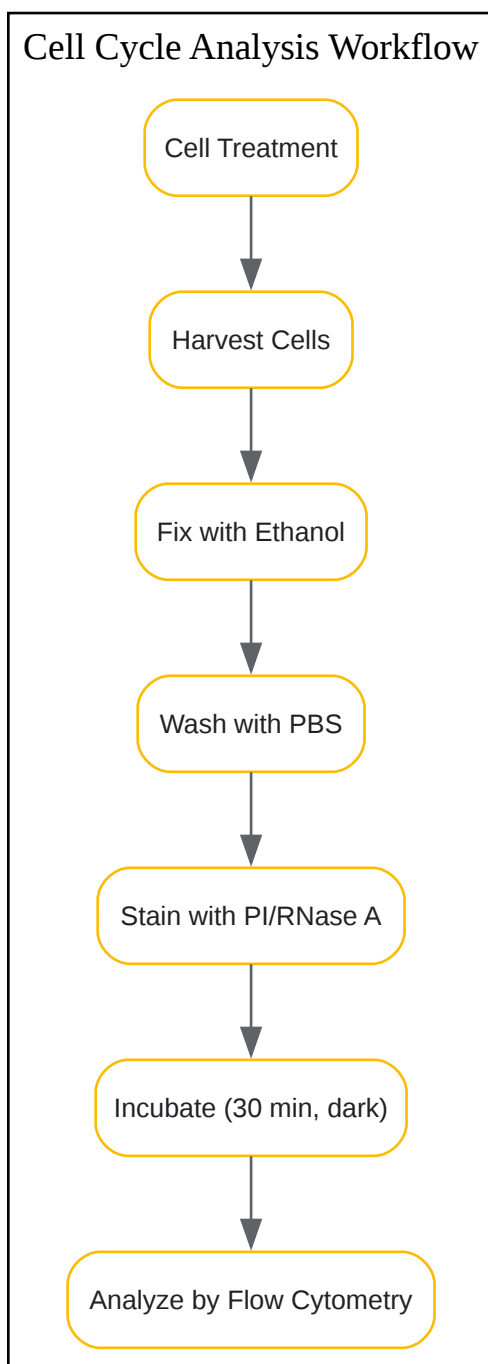 Cell Cycle Analysis Workflow
Cell Treatment
Harvest Cells
Fix with Ethanol
Wash with PBS
Stain with PI/RNase A
Incubate (30 min, dark)
Analyze by Flow Cytometry